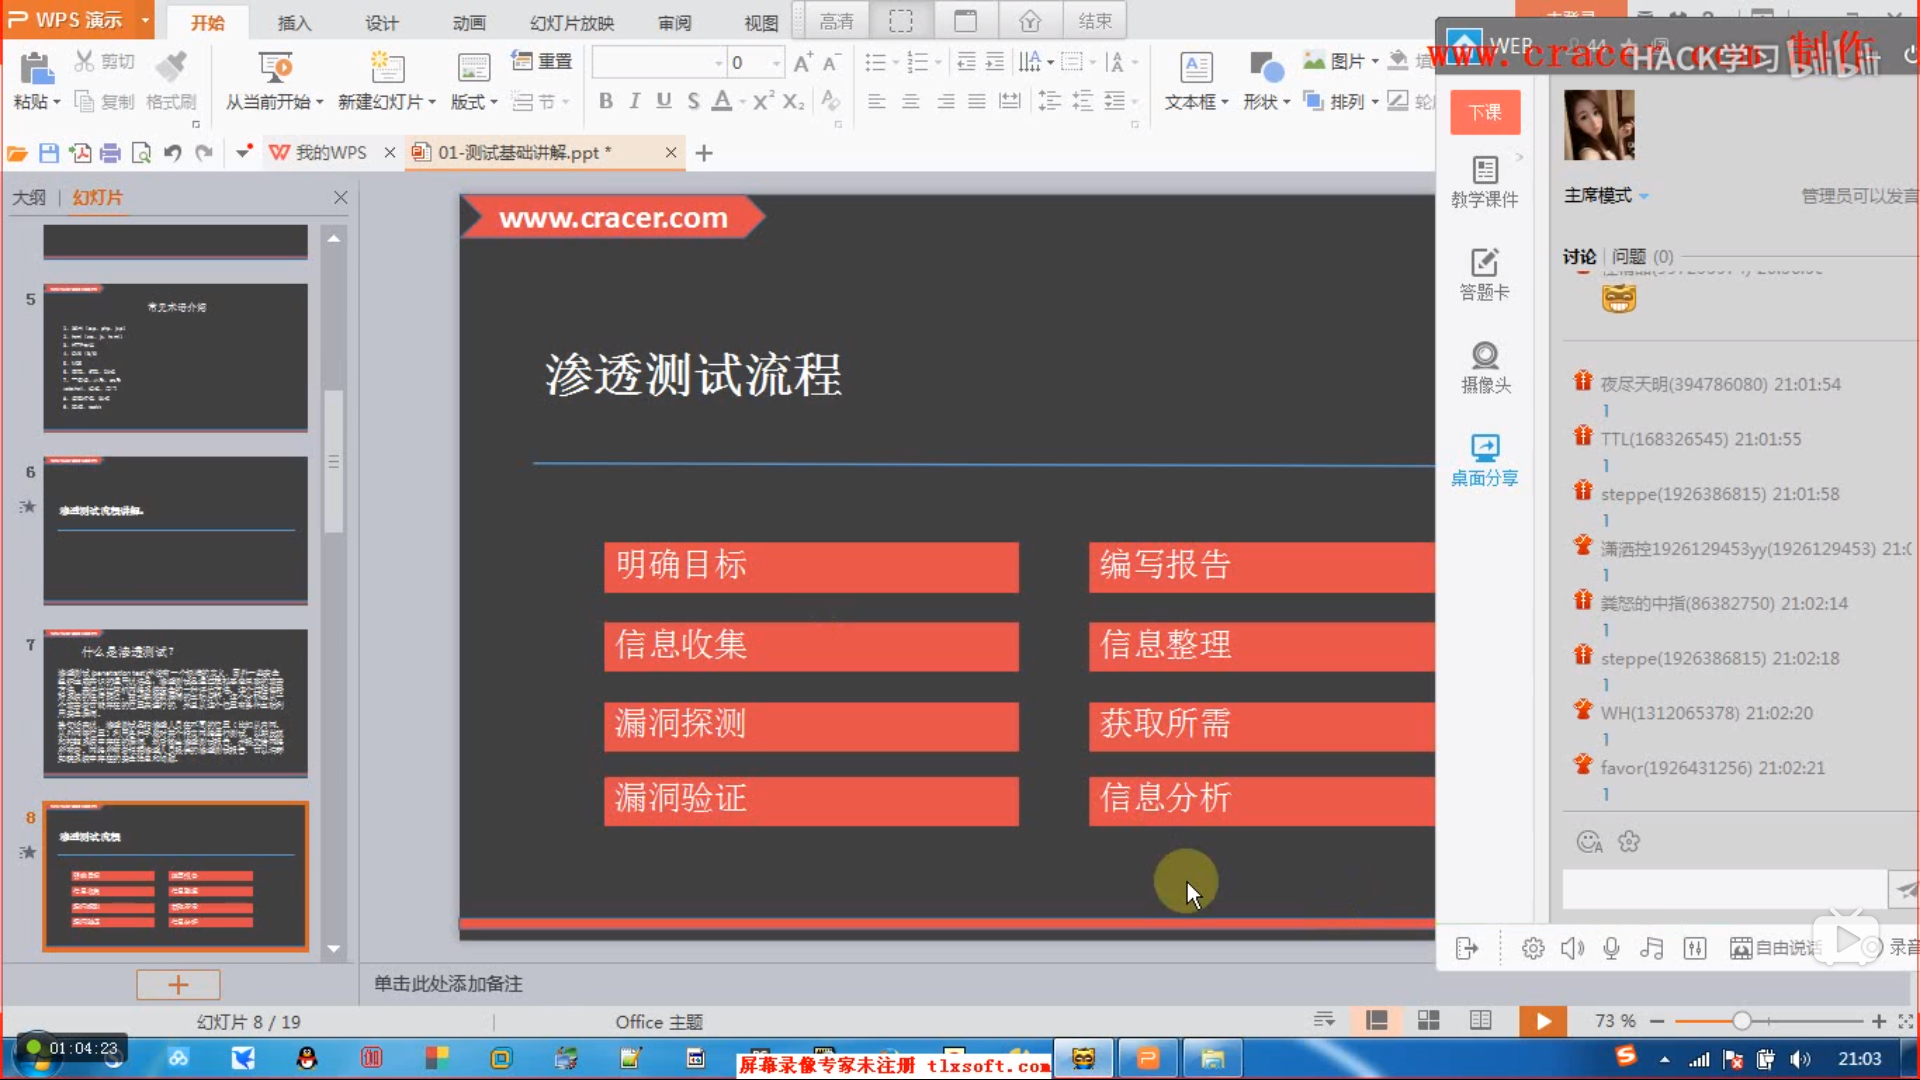 WPS 演示
开始
插入
设计
动画
幻灯片放映
审阅
视图
高清
结束
粘贴
剪切
复制
格式刷
从当前开始
新建幻灯片
版式
重置
节
0
B I U S A X² X₂
文本框
形状
图片
排列
www.cracer.com 制作
HACK学习
bilibili
我的WPS
01-测试基础讲解.ppt *
大纲
幻灯片
5
常见术语介绍
6
渗透测试流程讲解。
7
什么是渗透测试?
8
渗透测试流程
www.cracer.com
渗透测试流程
明确目标
编写报告
信息收集
信息整理
漏洞探测
获取所需
漏洞验证
信息分析
下课
教学课件
答题卡
摄像头
桌面分享
主席模式
管理员可以发言
讨论
问题 (0)
夜尽天明(394786080) 21:01:54
1
TTL(168326545) 21:01:55
1
steppe(1926386815) 21:01:58
1
潇洒控1926129453yy(1926129453) 21:0
1
粪怒的中指(86382750) 21:02:14
1
steppe(1926386815) 21:02:18
1
WH(1312065378) 21:02:20
1
favor(1926431256) 21:02:21
1
自由说话
录音
单击此处添加备注
幻灯片 8 / 19
Office 主题
73 %
01:04:23
屏幕录像专家未注册 tlxsoft.com
21:03